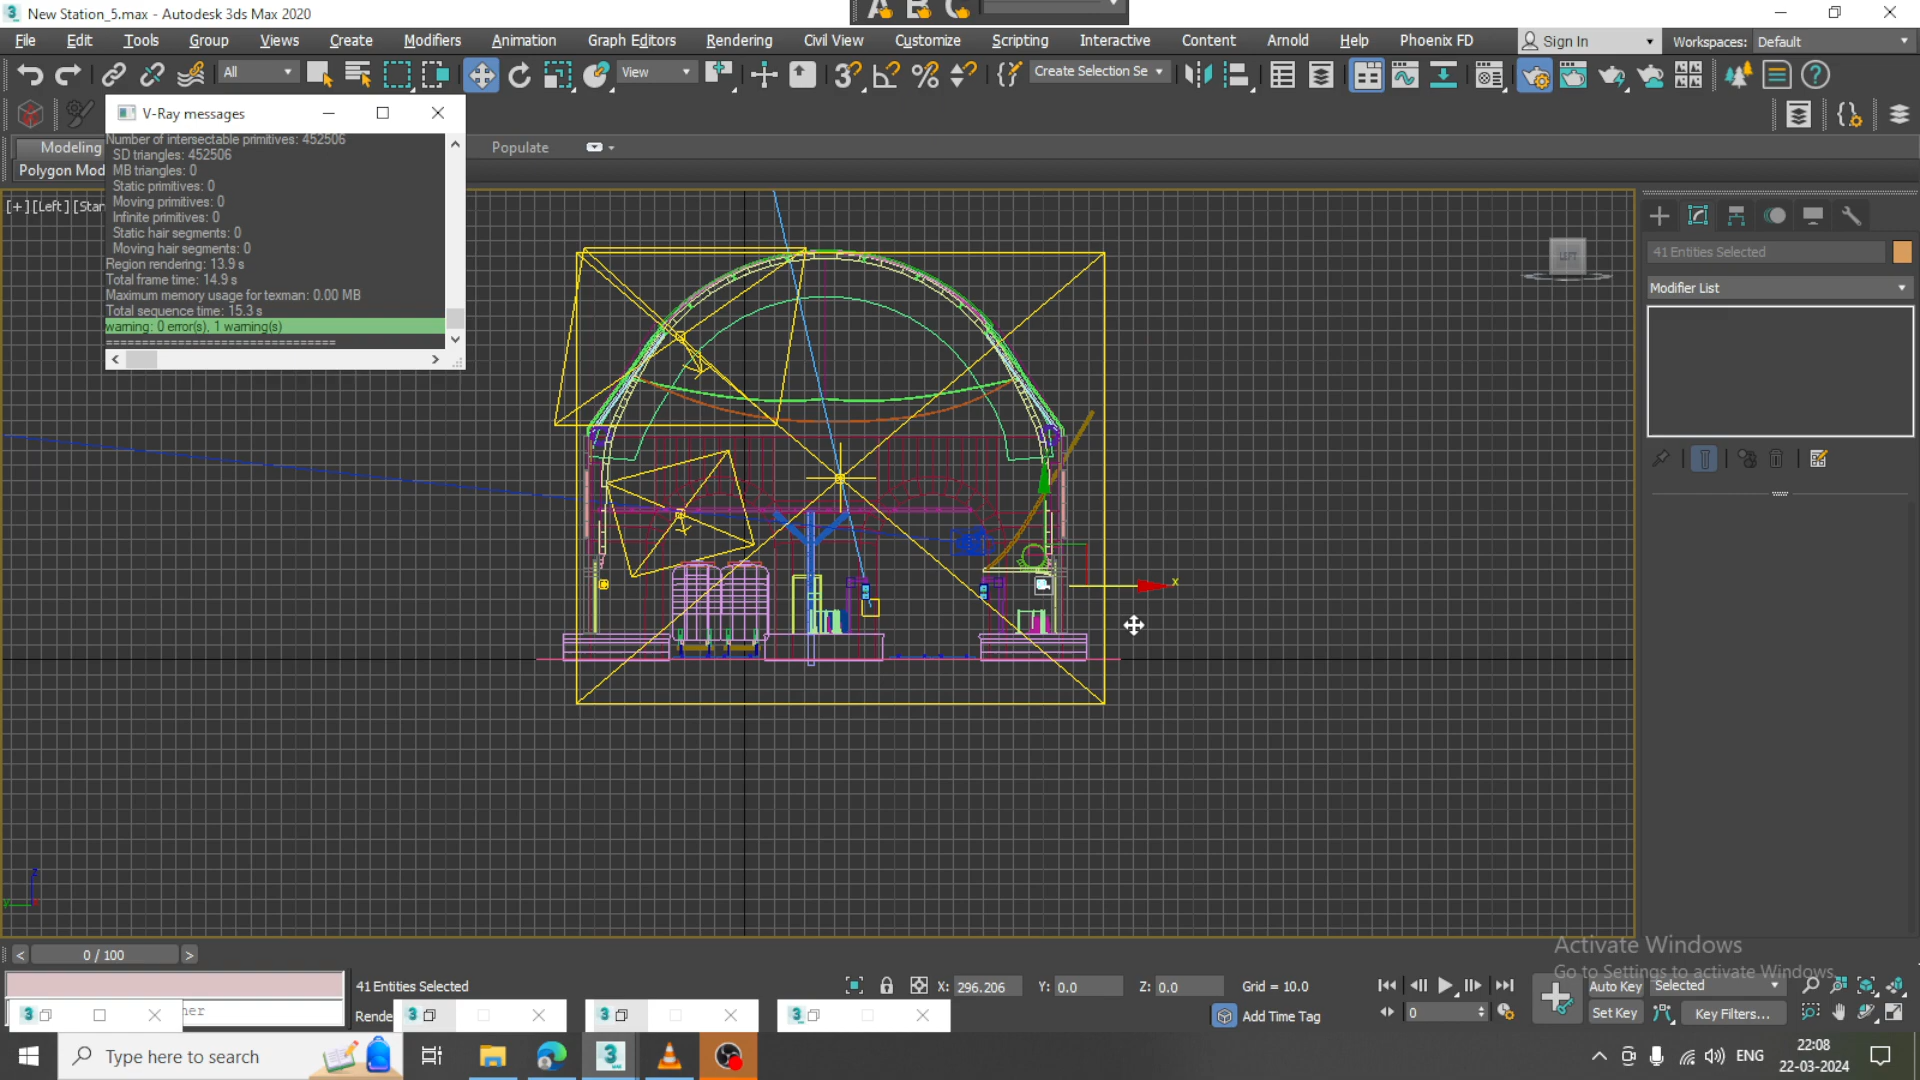 New Station_5.max - Autodesk 3ds Max 2020
File Edit Tools Group Views Create Modifiers Animation Graph Editors Rendering Civil View Customize Scripting Interactive Content Arnold Help Phoenix FD Sign In Workspaces: Default
All View Create Selection Se
V-Ray messages
Modeling Populate
Polygon Mod
Number of intersectable primitives: 452506
SD triangles: 452506
MB triangles: 0
Static primitives: 0
Moving primitives: 0
Infinite primitives: 0
Static hair segments: 0
Moving hair segments: 0
Region rendering: 13.9 s
Total frame time: 14.9 s
Maximum memory usage for texman: 0.00 MB
Total sequence time: 15.3 s
warning: 0 error(s), 1 warning(s)
==============================
[+] [Left] [Stan
LEFT
41 Entities Selected
Modifier List
x
z
y
0 / 100
Activate Windows
Go to Settings to activate Windows.
41 Entities Selected X: 296.206 Y: 0.0 Z: 0.0 Grid = 10.0 Auto Key Selected
Rende Add Time Tag 0 Set Key Key Filters...
Type here to search
ENG
22:08
22-03-2024